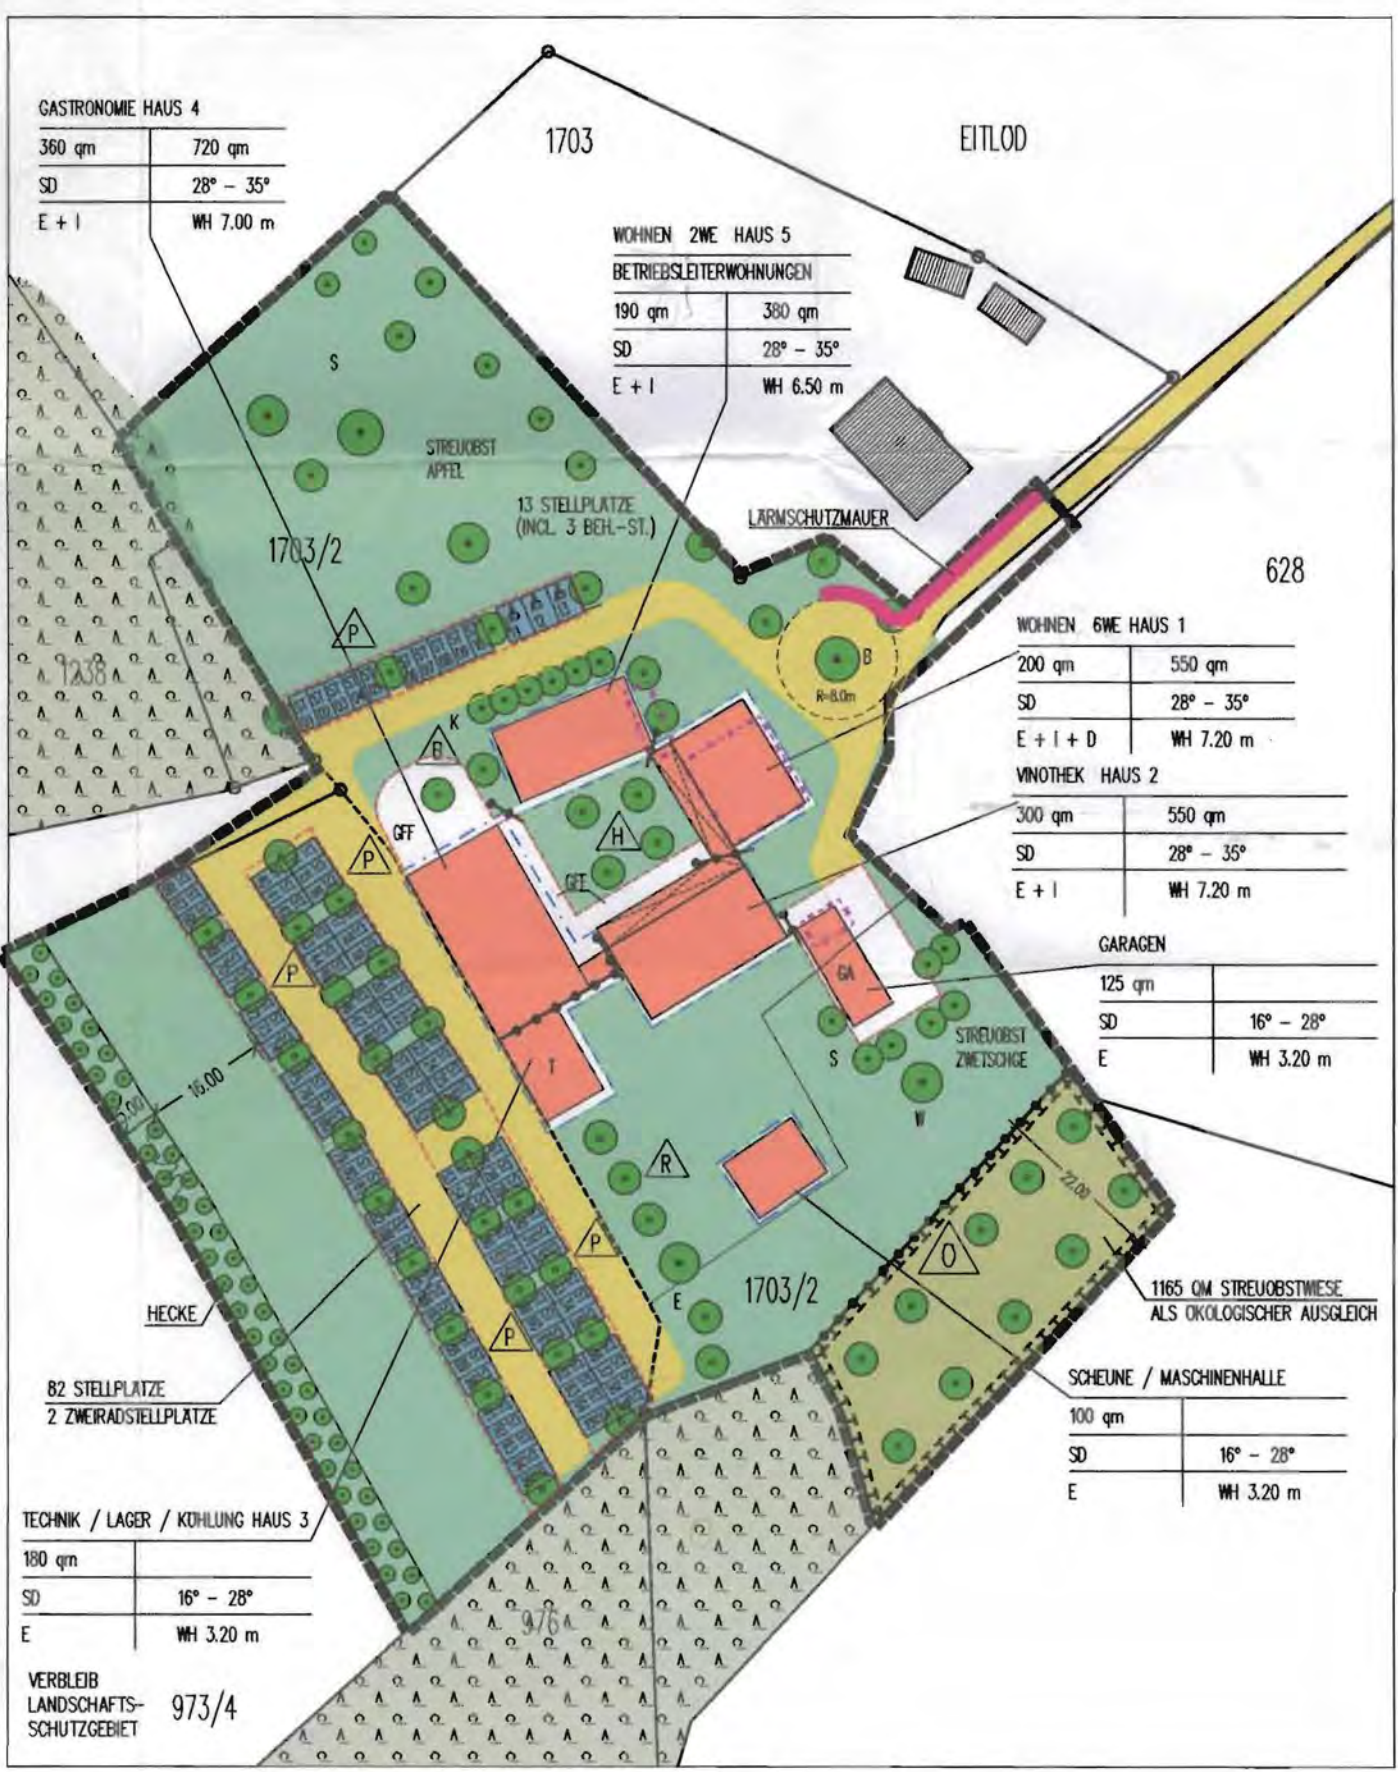 GASTRONOMIE HAUS 4
360 qm 720 qm
SD 28° - 35°
E + I WH 7.00 m
1703
EITLÖD
WOHNEN 2WE HAUS 5
BETRIEBSLEITERWOHNUNGEN
190 qm 380 qm
SD 28° - 35°
E + I WH 6.50 m
S
STREUOBST
APFEL
13 STELLPLÄTZE
(INCL. 3 BEH.-ST.)
LÄRMSCHUTZMAUER
1703/2
628
P
1238
WOHNEN 6WE HAUS 1
200 qm 550 qm
SD 28° - 35°
E + I + D WH 7.20 m
B
R=8.0m
K
B
VINOTHEK HAUS 2
300 qm 550 qm
SD 28° - 35°
E + I WH 7.20 m
GFF
H
P
GFF
GARAGEN
125 qm
SD 16° - 28°
E WH 3.20 m
P
GA
STREUOBST
ZWETSCHGE
S
W
T
16.00
5.00
R
22.00
P
O
1703/2
E
1165 QM STREUOBSTWIESE
ALS ÖKOLOGISCHER AUSGLEICH
HECKE
P
82 STELLPLÄTZE
2 ZWEIRADSTELLPLÄTZE
SCHEUNE / MASCHINENHALLE
100 qm
SD 16° - 28°
E WH 3.20 m
TECHNIK / LAGER / KÜHLUNG HAUS 3
180 qm
SD 16° - 28°
E WH 3.20 m
976
VERBLEIB
LANDSCHAFTS-
SCHUTZGEBIET
973/4